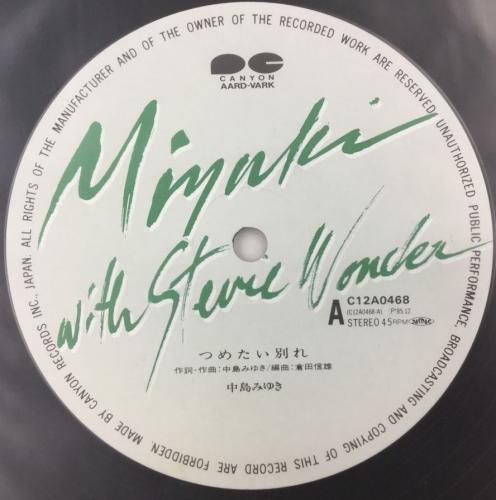 ALL RIGHTS OF THE MANUFACTURER AND OF THE OWNER OF THE RECORDED WORK ARE RESERVED UNAUTHORIZED PUBLIC PERFORMANCE, BROADCASTING AND COPYING OF THIS RECORD ARE FORBIDDEN. MADE BY CANYON RECORDS INC., JAPAN.
PC
CANYON
AARD-VARK
Miyuki
with Stevie Wonder
A
C12A0468
(C12A0468-A) P'85.12
STEREO 45RPM
つめたい別れ
作詞・作曲:中島みゆき/編曲:倉田信雄
中島みゆき